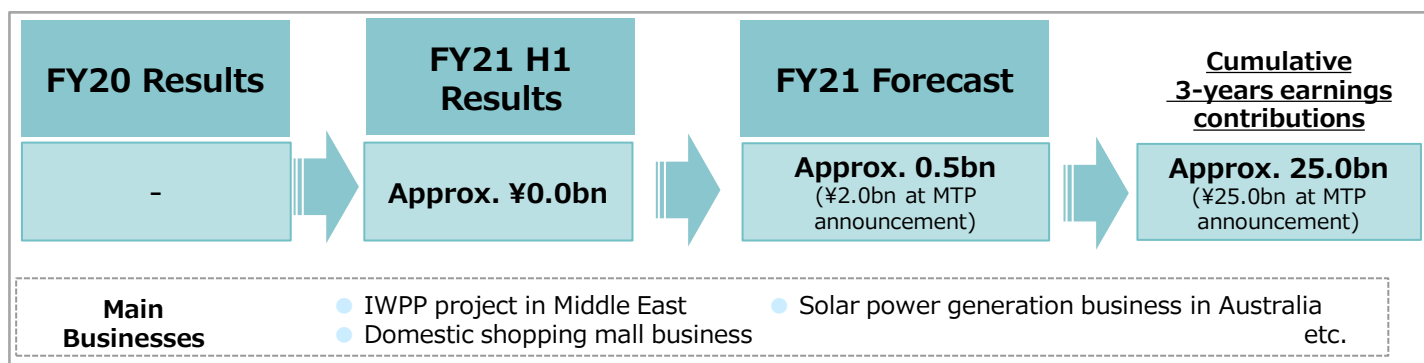 FY20 Results
FY21 H1
Results
FY21 Forecast
Cumulative
3-years earnings
contributions
-
Approx. ¥0.0bn
Approx. 0.5bn
(¥2.0bn at MTP
announcement)
Approx. 25.0bn
(¥25.0bn at MTP
announcement)
Main
Businesses
IWPP project in Middle East
Domestic shopping mall business
Solar power generation business in Australia
etc.